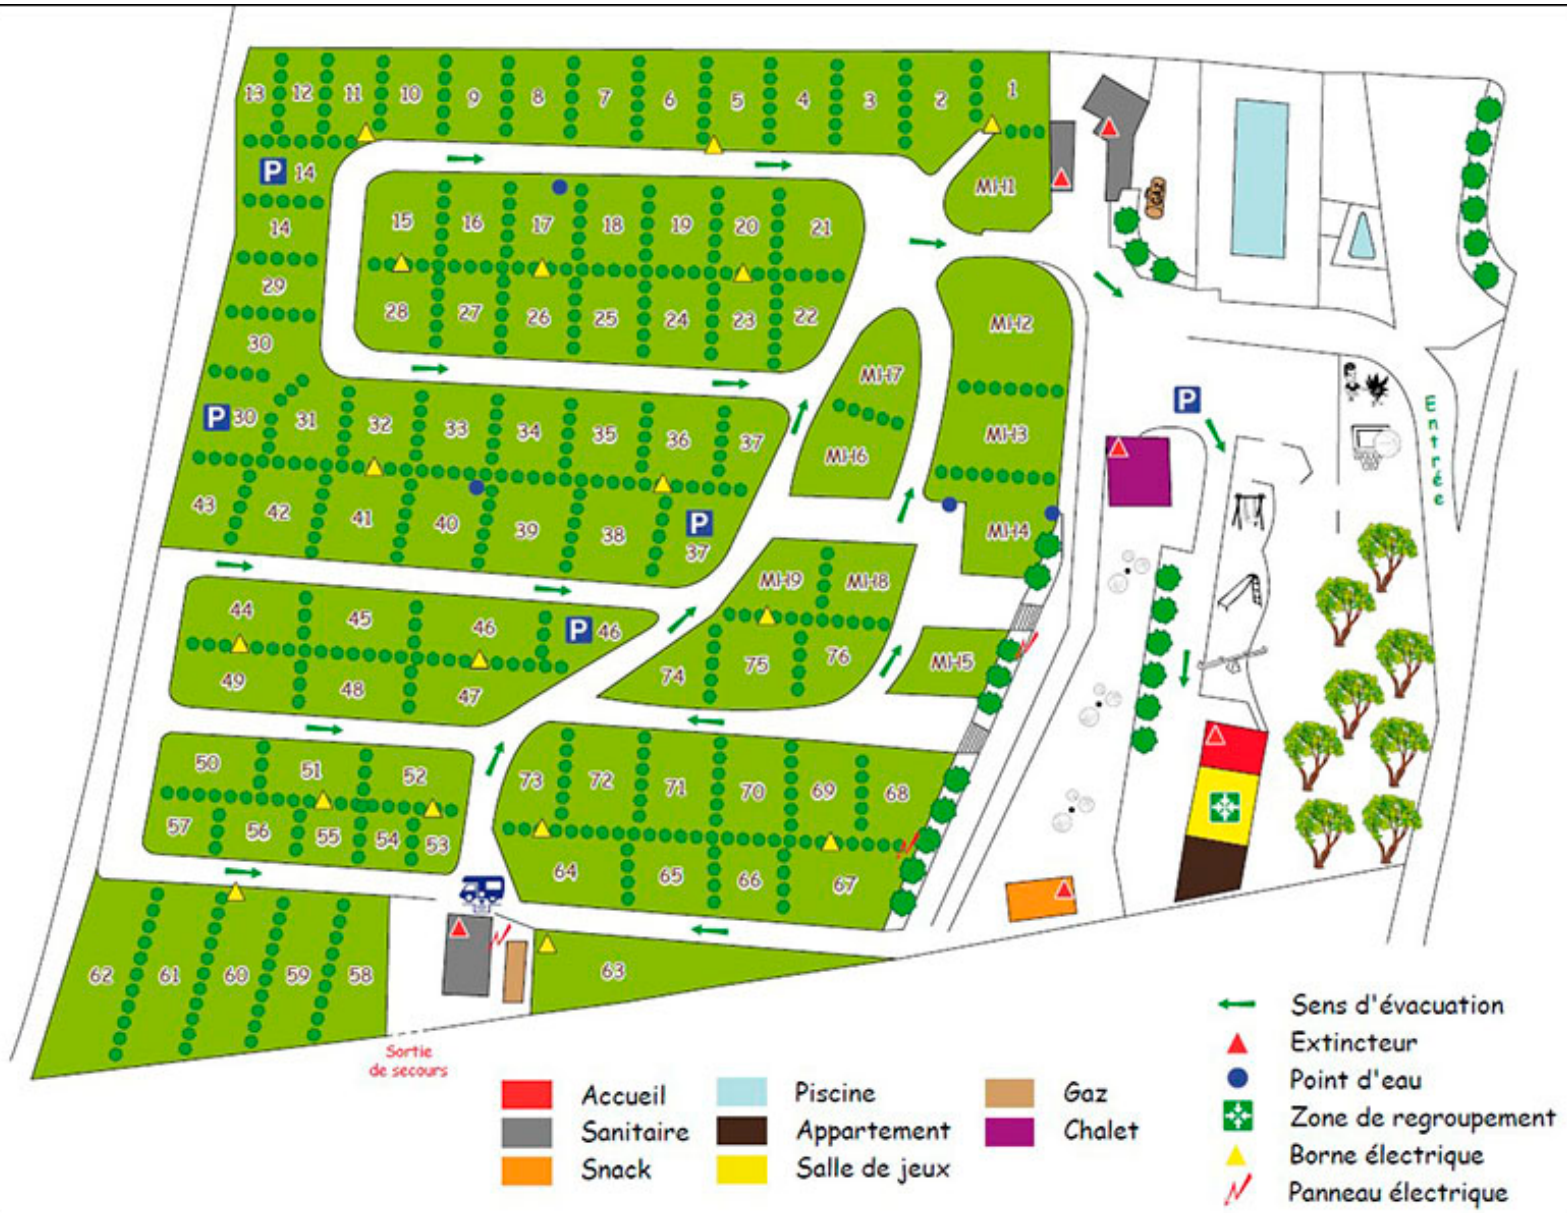 13 12 11 10 9 8 7 6 5 4 3 2 1
P 14
MH1
GAZ
14
15 16 17 18 19 20 21
29
28 27 26 25 24 23 22
30
MH2
MH7
P 30 31 32 33 34 35 36 37
MH6
MH3
P
Entrée
43 42 41 40 39 38
P
37
MH4
MH9 MH8
44 45 46 P 46
49 48 47
74 75 76
MH5
50 51 52
57 56 55 54 53
73 72 71 70 69 68
64 65 66 67
62 61 60 59 58
63
Sortie
de secours
Accueil
Sanitaire
Snack
Piscine
Appartement
Salle de jeux
Gaz
Chalet
Sens d'évacuation
Extincteur
Point d'eau
Zone de regroupement
Borne électrique
Panneau électrique